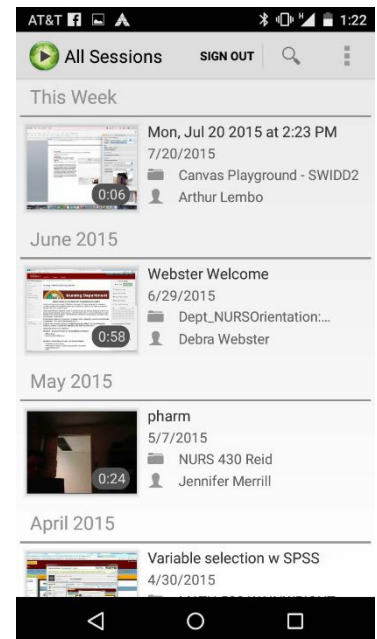 AT&T 1:22
All Sessions SIGN OUT
This Week
Mon, Jul 20 2015 at 2:23 PM
7/20/2015
Canvas Playground - SWIDD2
0:06
Arthur Lembo
June 2015
Webster Welcome
6/29/2015
Dept_NURSOrientation:...
0:58
Debra Webster
May 2015
pharm
5/7/2015
NURS 430 Reid
0:24
Jennifer Merrill
April 2015
Variable selection w SPSS
4/30/2015